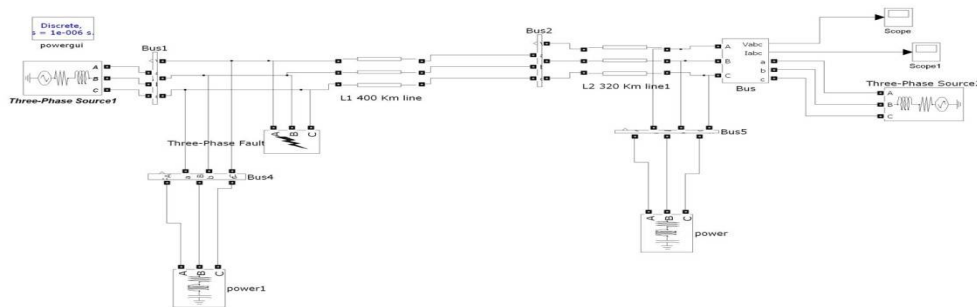 Discrete,
s = 1e-006 s.
powergui
Bus1
A
B
C
Three-Phase Source1
L1 400 Km line
Bus2
L2 320 Km line1
A
B
C
Vabc
Iabc
a
b
c
Bus
Scope
Scope1
Three-Phase Source2
A
B
C
A
B
C
Three-Phase Fault
Bus5
Bus4
A
B
C
power
A
B
C
power1